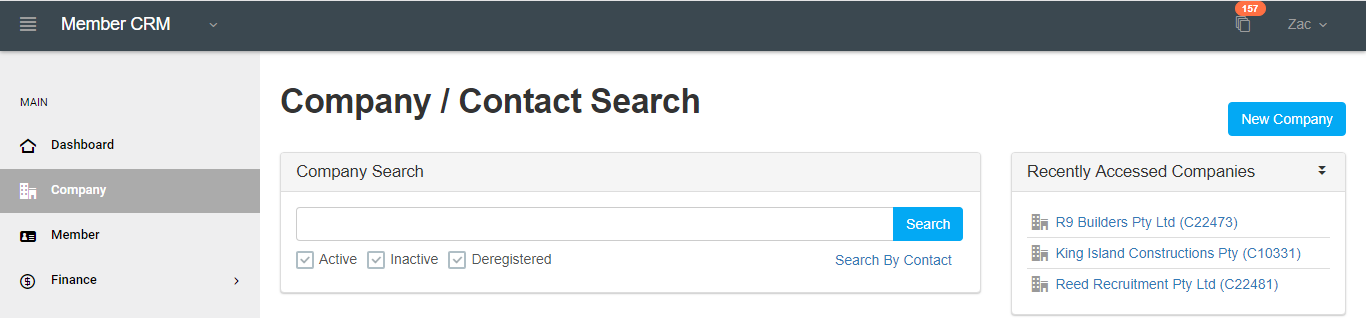 Member CRM
157
Zac
MAIN
Dashboard
Company
Member
Finance
Company / Contact Search
New Company
Company Search
Search
Active Inactive Deregistered
Search By Contact
Recently Accessed Companies
R9 Builders Pty Ltd (C22473)
King Island Constructions Pty (C10331)
Reed Recruitment Pty Ltd (C22481)